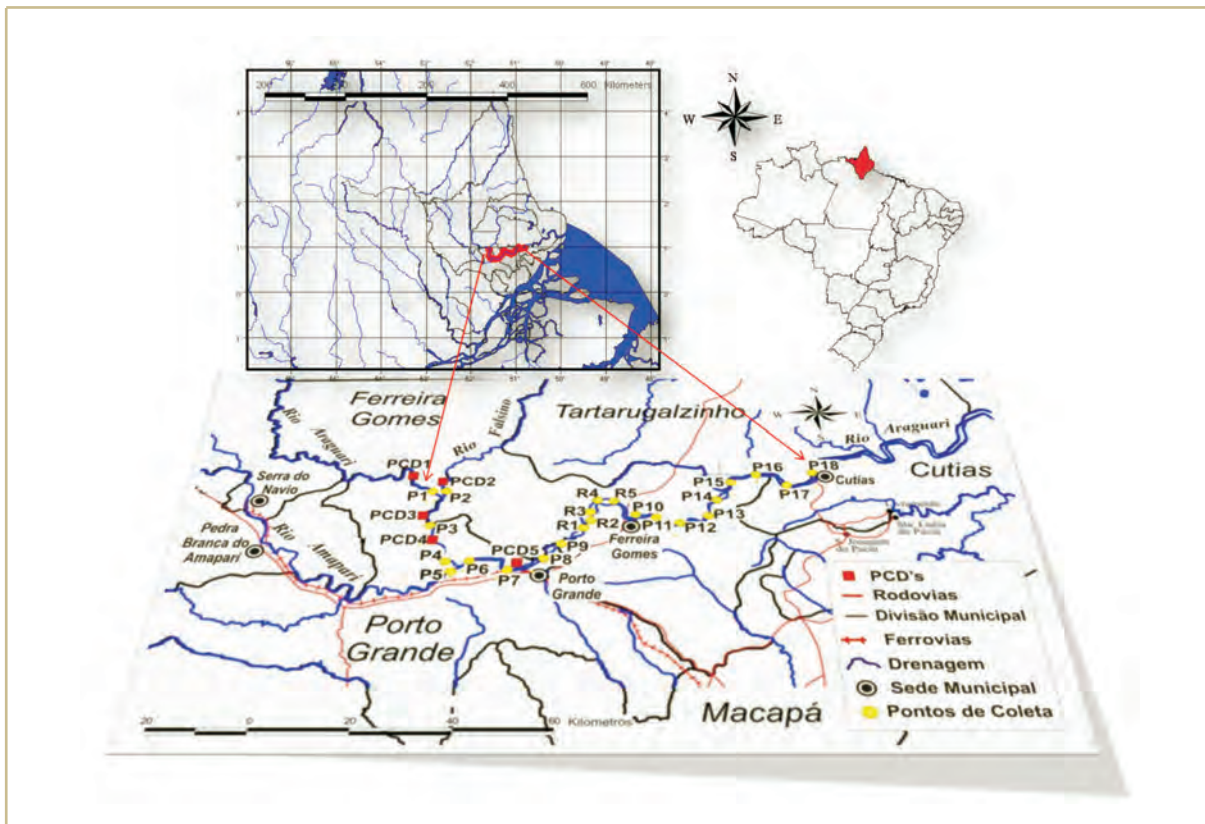 200
200
400
600 Kilometers
N
W
E
S
Ferreira
Gomes
Rio
Araguari
Rio
Falsino
Tartarugalzinho
N
W
E
S
Rio
Araguari
Cutias
Serra do
Navio
Pedra
Branca do
Amapari
Rio
Amapari
PCD1
PCD2
P1
P2
PCD3
P3
PCD4
P4
P5
P6
PCD5
P7
P8
P9
Porto
Grande
R1
R2
R3
R4
R5
P10
P11
Ferreira
Gomes
P12
P13
P14
P15
P16
P17
P18
Cutias
Porto
Grande
Macapá
PCD's
Rodovias
Divisão Municipal
Ferrovias
Drenagem
Sede Municipal
Pontos de Coleta
20
0
20
40
60
Kilometros